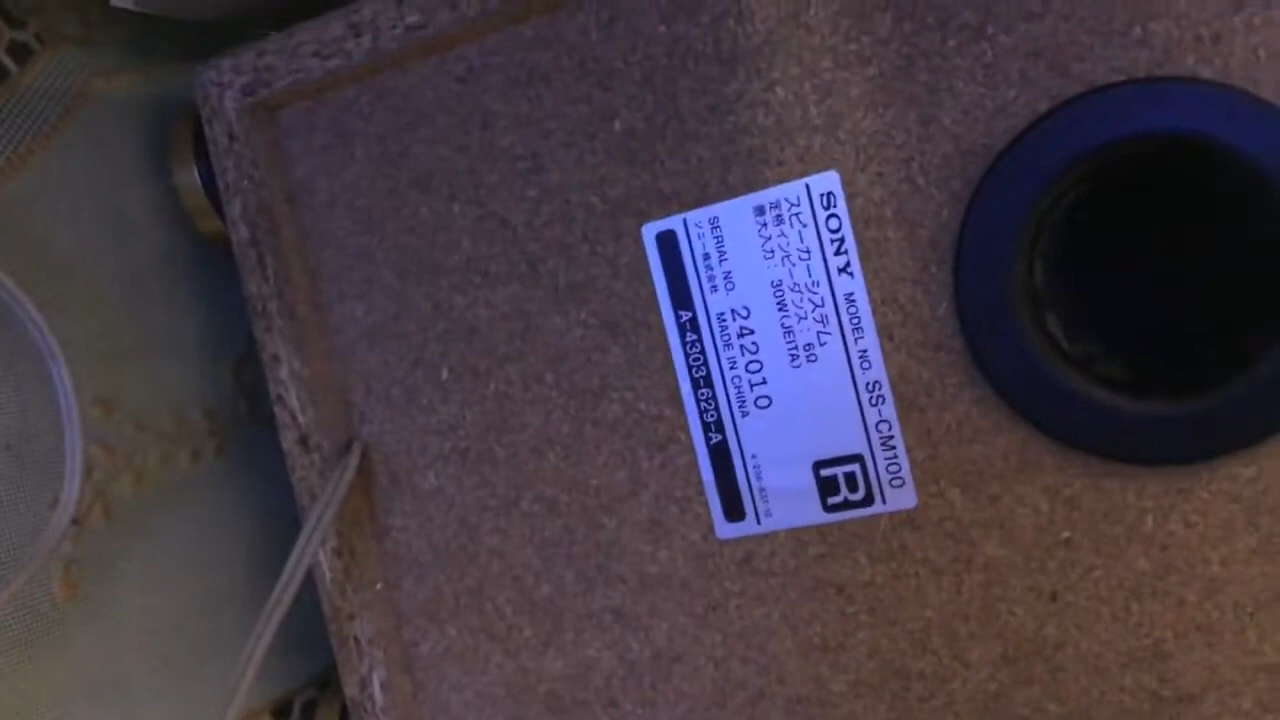 SONY MODEL NO. SS-CM100
スピーカーシステム
定格インピーダンス： 6Ω
最大入力： 30W(JEITA)
R
SERIAL NO. 242010
ソニー株式会社 MADE IN CHINA
A-4303-629-A